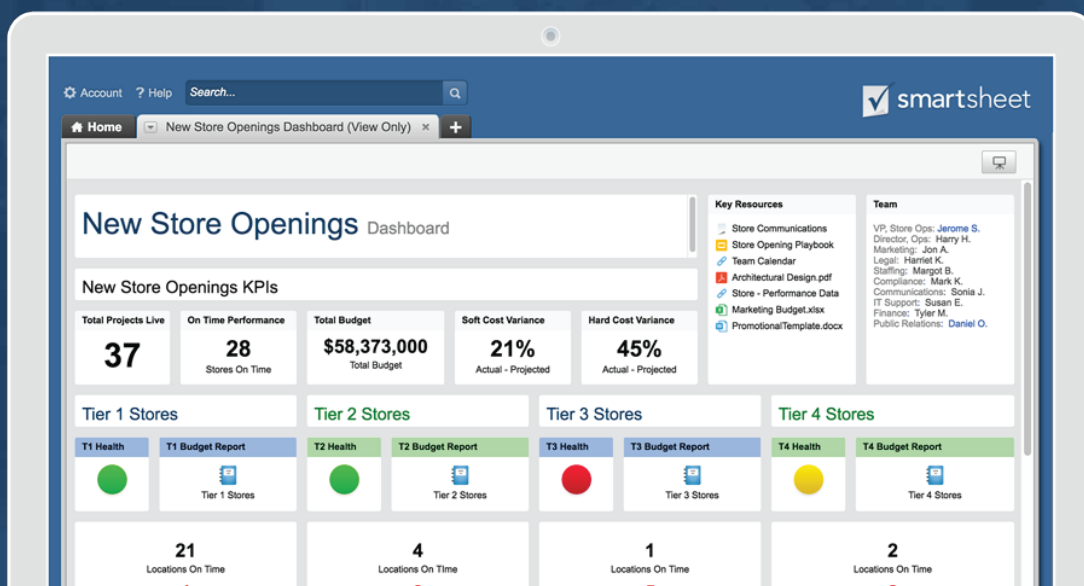 Account ? Help Search...
smartsheet
Home New Store Openings Dashboard (View Only) × +
New Store Openings Dashboard
New Store Openings KPIs
Total Projects Live
37
On Time Performance
28
Stores On Time
Total Budget
$58,373,000
Total Budget
Soft Cost Variance
21%
Actual - Projected
Hard Cost Variance
45%
Actual - Projected
Key Resources
Store Communications
Store Opening Playbook
Team Calendar
Architectural Design.pdf
Store - Performance Data
Marketing Budget.xlsx
PromotionalTemplate.docx
Team
VP, Store Ops: Jerome S.
Director, Ops: Harry H.
Marketing: Jon A.
Legal: Harriet K.
Staffing: Margot B.
Compliance: Mark K.
Communications: Sonia J.
IT Support: Susan E.
Finance: Tyler M.
Public Relations: Daniel O.
Tier 1 Stores
T1 Health
T1 Budget Report
Tier 1 Stores
21
Locations On Time
Tier 2 Stores
T2 Health
T2 Budget Report
Tier 2 Stores
4
Locations On TIme
Tier 3 Stores
T3 Health
T3 Budget Report
Tier 3 Stores
1
Locations On Time
Tier 4 Stores
T4 Health
T4 Budget Report
Tier 4 Stores
2
Locations On Time